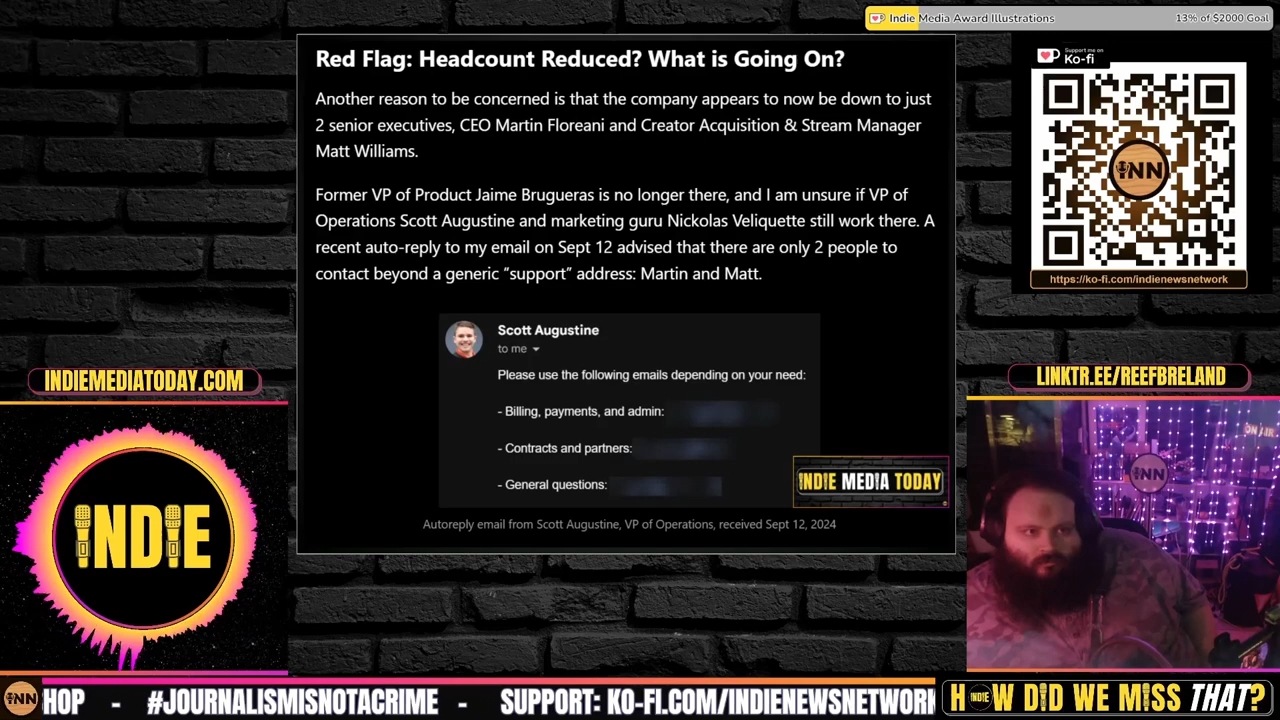 Indie Media Award Illustrations
13% of $2000 Goal
Red Flag: Headcount Reduced? What is Going On?
Another reason to be concerned is that the company appears to now be down to just
2 senior executives, CEO Martin Floreani and Creator Acquisition & Stream Manager
Matt Williams.
Former VP of Product Jaime Brugueras is no longer there, and I am unsure if VP of
Operations Scott Augustine and marketing guru Nickolas Veliquette still work there. A
recent auto-reply to my email on Sept 12 advised that there are only 2 people to
contact beyond a generic "support" address: Martin and Matt.
Scott Augustine
to me
Please use the following emails depending on your need:
- Billing, payments, and admin:
- Contracts and partners:
- General questions:
INDIE MEDIA TODAY
Autoreply email from Scott Augustine, VP of Operations, received Sept 12, 2024
Support me on
Ko-fi
INN
https://ko-fi.com/indienewsnetwork
INDIEMEDIATODAY.COM
INDIE
LINKTR.EE/REEFBRELAND
ON AIR
INN
INN
HOP - #JOURNALISMISNOTACRIME - SUPPORT: KO-FI.COM/INDIENEWSNETWORK
INDIE
HOW DID WE MISS THAT?